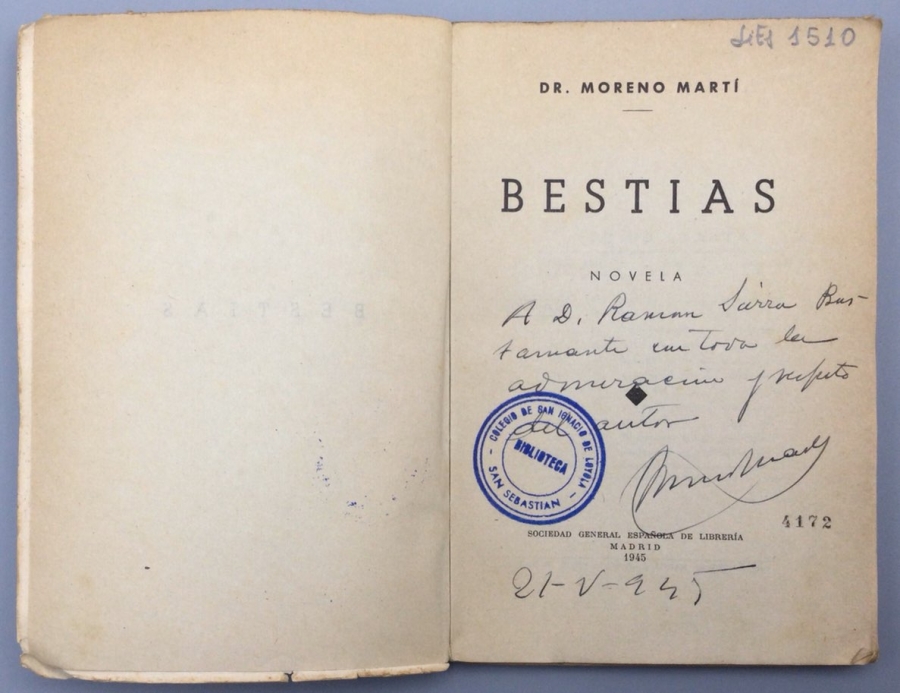 1510
DR. MORENO MARTÍ
BESTIAS
NOVELA
A D. Ramon Sierra Bus-
tamante con toda la
admiración y respeto
del autor
COLEGIO DE SAN IGNACIO DE LOYOLA
BIBLIOTECA
- SAN SEBASTIAN -
4172
SOCIEDAD GENERAL ESPAÑOLA DE LIBRERÍA
MADRID
1945
21-V-945